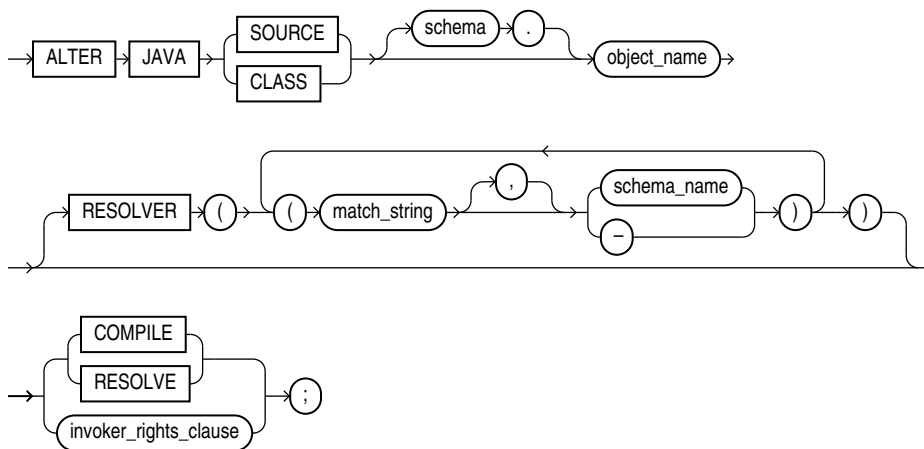 SOURCE schema .
ALTER JAVA object_name
CLASS
, schema_name
RESOLVER ( ( match_string ) )
–
COMPILE
RESOLVE ;
invoker_rights_clause